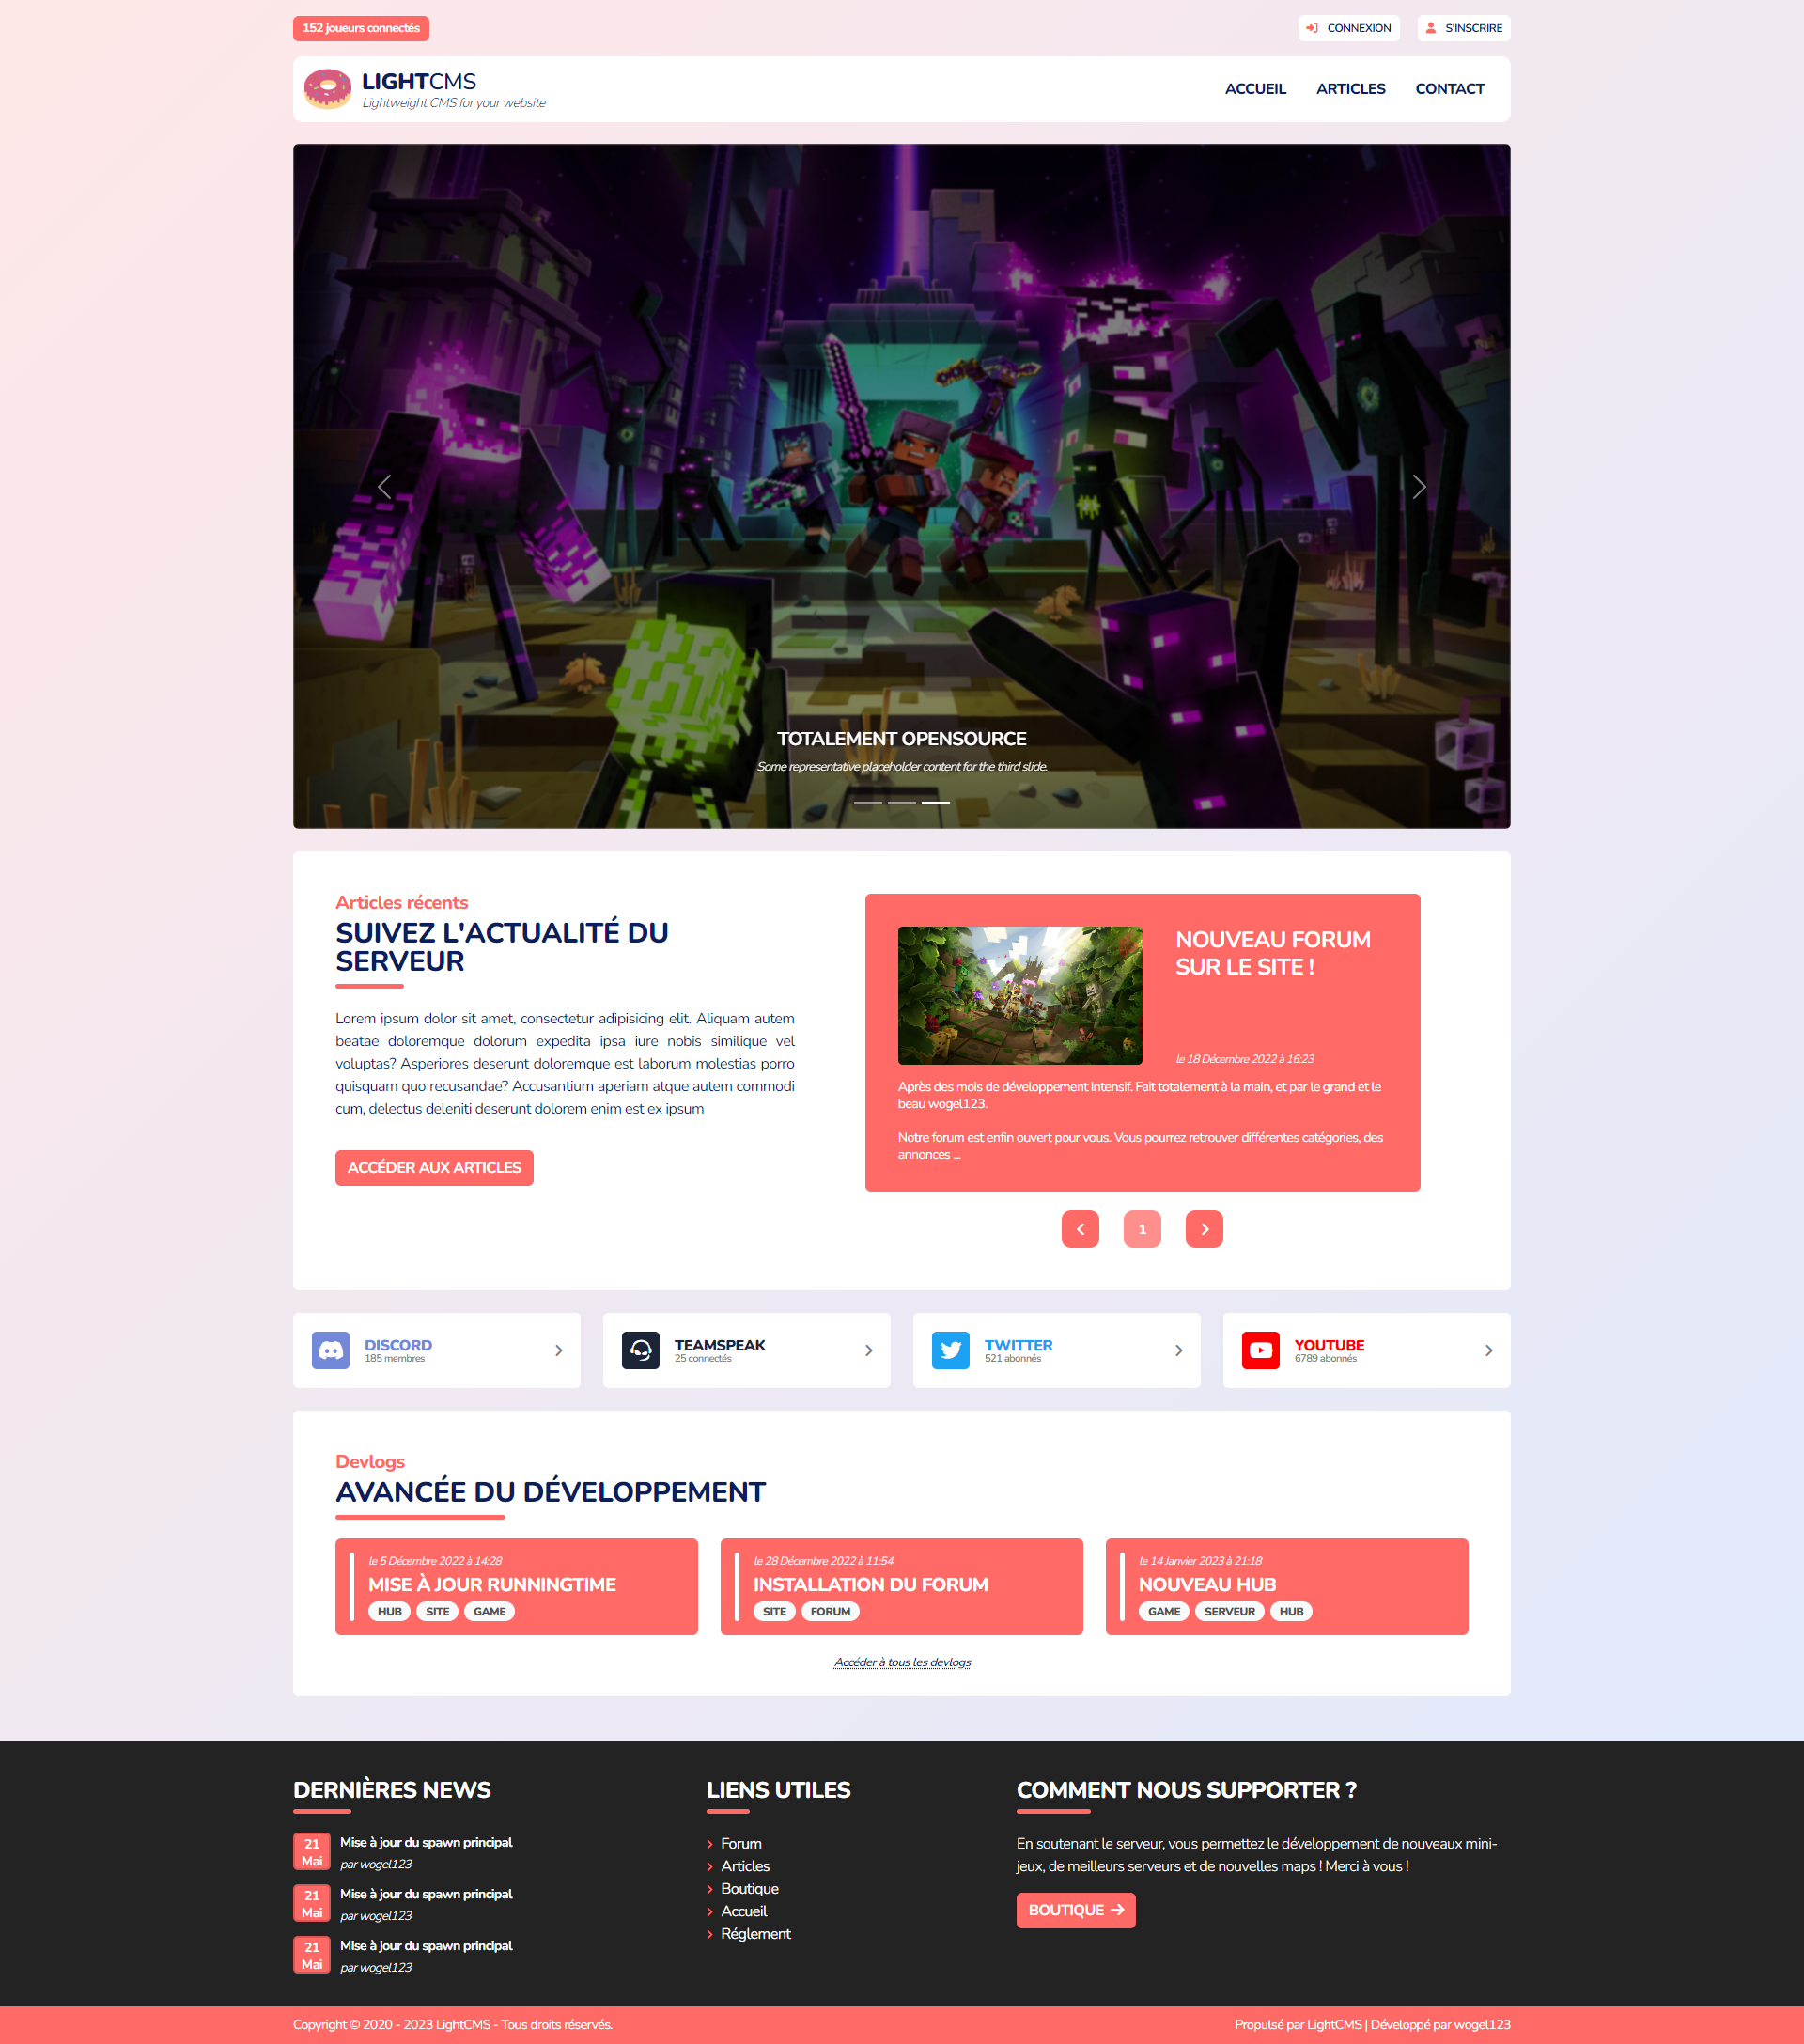 152 joueurs connectés
CONNEXION
S'INSCRIRE
LIGHTCMS
Lightweight CMS for your website
ACCUEIL
ARTICLES
CONTACT
TOTALEMENT OPENSOURCE
Some representative placeholder content for the third slide.
Articles récents
SUIVEZ L'ACTUALITÉ DU
SERVEUR
Lorem ipsum dolor sit amet, consectetur adipisicing elit. Aliquam autem
beatae doloremque dolorum expedita ipsa iure nobis similique vel
voluptas? Asperiores deserunt doloremque est laborum molestias porro
quisquam quo recusandae? Accusantium aperiam atque autem commodi
cum, delectus deleniti deserunt dolorem enim est ex ipsum
ACCÉDER AUX ARTICLES
NOUVEAU FORUM
SUR LE SITE !
le 18 Décembre 2022 à 16:23
Après des mois de développement intensif. Fait totalement à la main, et par le grand et le
beau wogel123.
Notre forum est enfin ouvert pour vous. Vous pourrez retrouver différentes catégories, des
annonces ...
1
DISCORD
185 membres
TEAMSPEAK
25 connectés
TWITTER
521 abonnés
YOUTUBE
6789 abonnés
Devlogs
AVANCÉE DU DÉVELOPPEMENT
le 5 Décembre 2022 à 14:28
MISE À JOUR RUNNINGTIME
HUB SITE GAME
le 28 Décembre 2022 à 11:54
INSTALLATION DU FORUM
SITE FORUM
le 14 Janvier 2023 à 21:18
NOUVEAU HUB
GAME SERVEUR HUB
Accéder à tous les devlogs
DERNIÈRES NEWS
21
Mai
Mise à jour du spawn principal
par wogel123
21
Mai
Mise à jour du spawn principal
par wogel123
21
Mai
Mise à jour du spawn principal
par wogel123
LIENS UTILES
Forum
Articles
Boutique
Accueil
Réglement
COMMENT NOUS SUPPORTER ?
En soutenant le serveur, vous permettez le développement de nouveaux mini-
jeux, de meilleurs serveurs et de nouvelles maps ! Merci à vous !
BOUTIQUE
Copyright © 2020 - 2023 LightCMS - Tous droits réservés.
Propulsé par LightCMS | Développé par wogel123